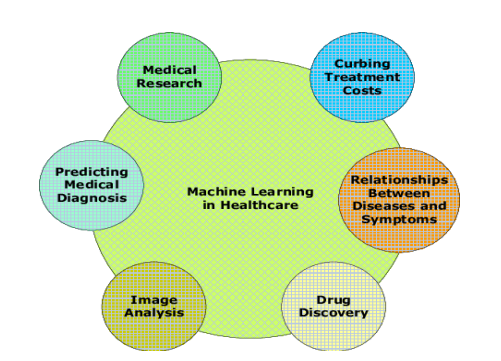 Medical
Research
Curbing
Treatment
Costs
Predicting
Medical
Diagnosis
Machine Learning
in Healthcare
Relationships
Between
Diseases and
Symptoms
Image
Analysis
Drug
Discovery